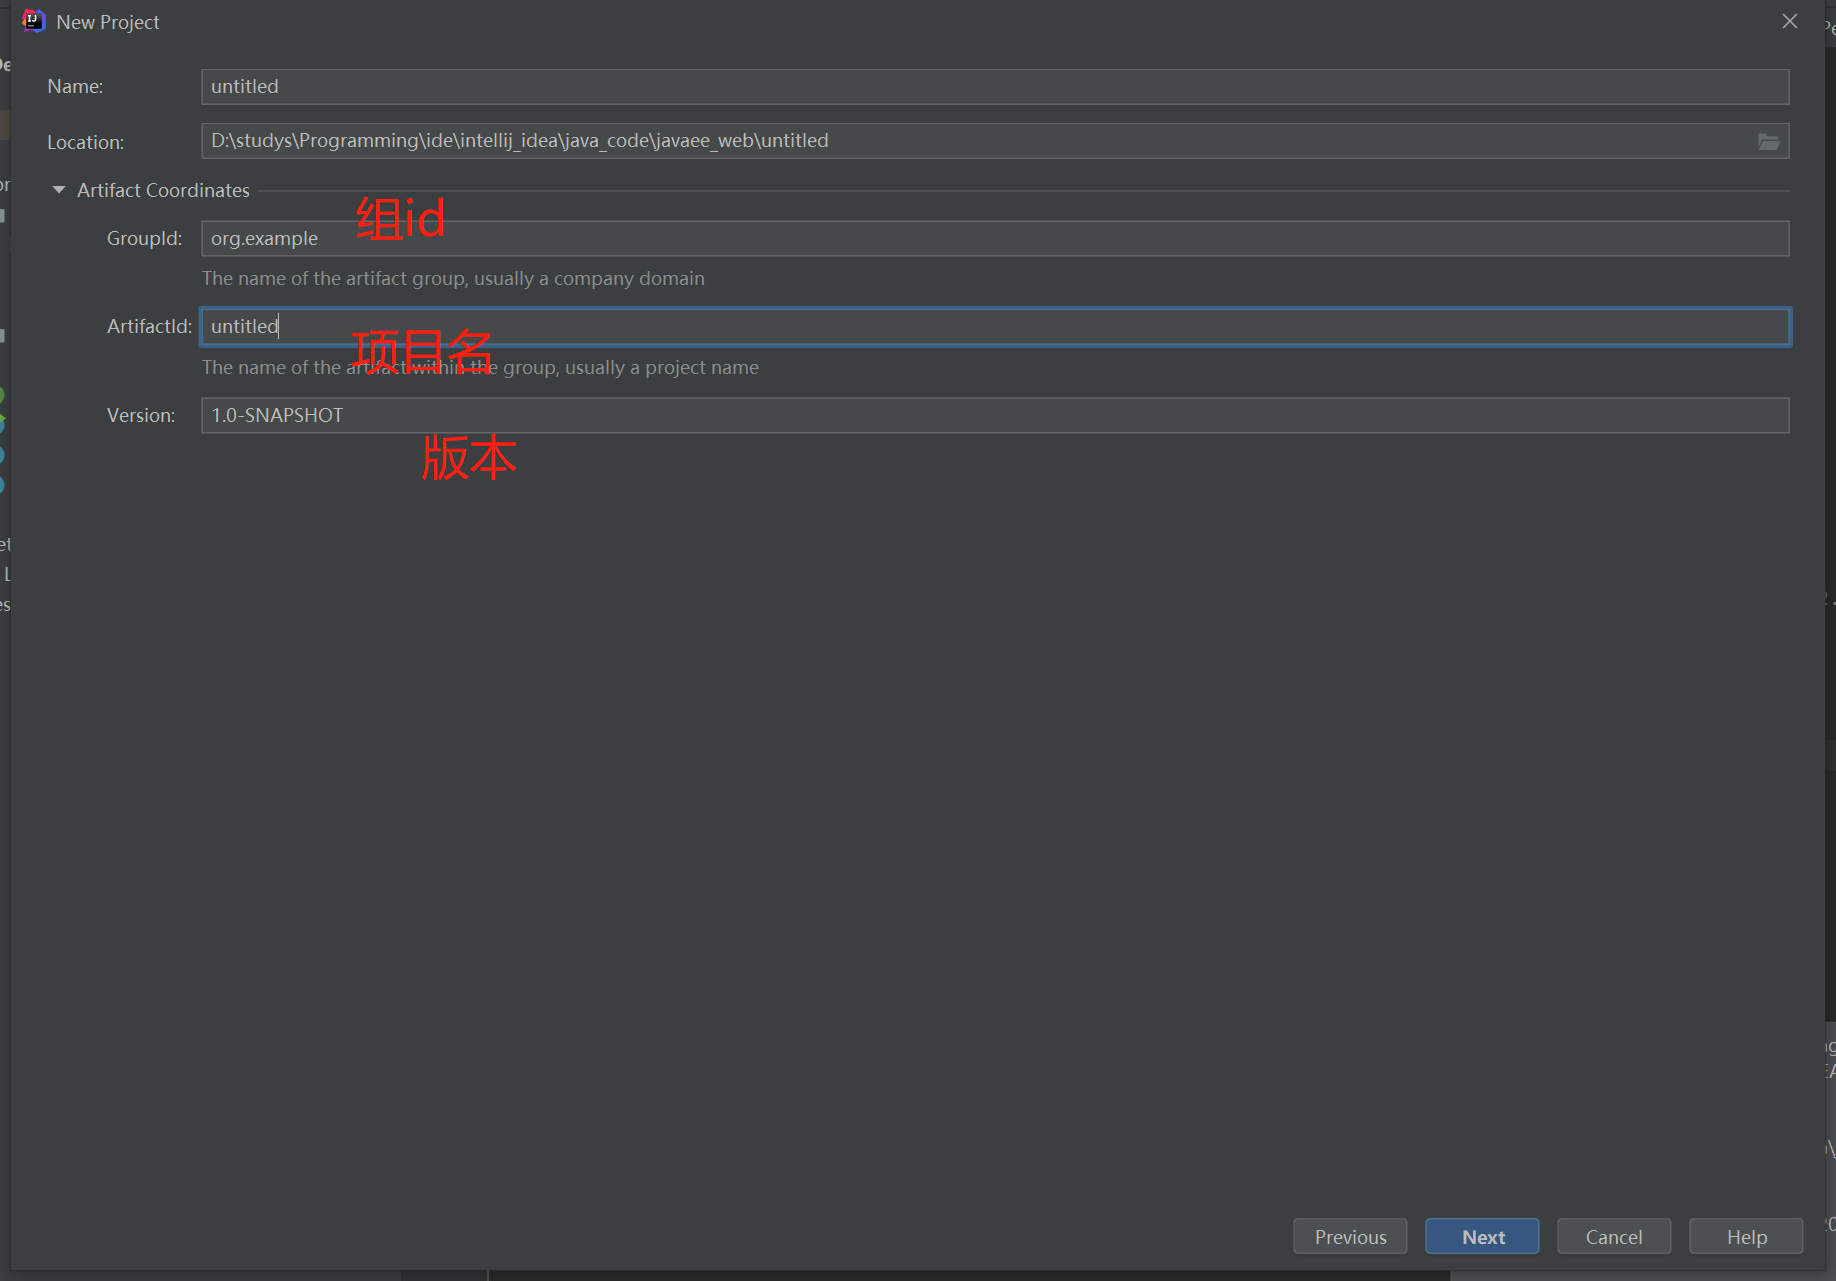 New Project
Name:
untitled
Location:
D:\studys\Programming\ide\intellij_idea\java_code\javaee_web\untitled
Artifact Coordinates
组id
GroupId:
org.example
The name of the artifact group, usually a company domain
ArtifactId:
untitled
项目名
The name of the artifact within the group, usually a project name
Version:
1.0-SNAPSHOT
版本
Previous
Next
Cancel
Help